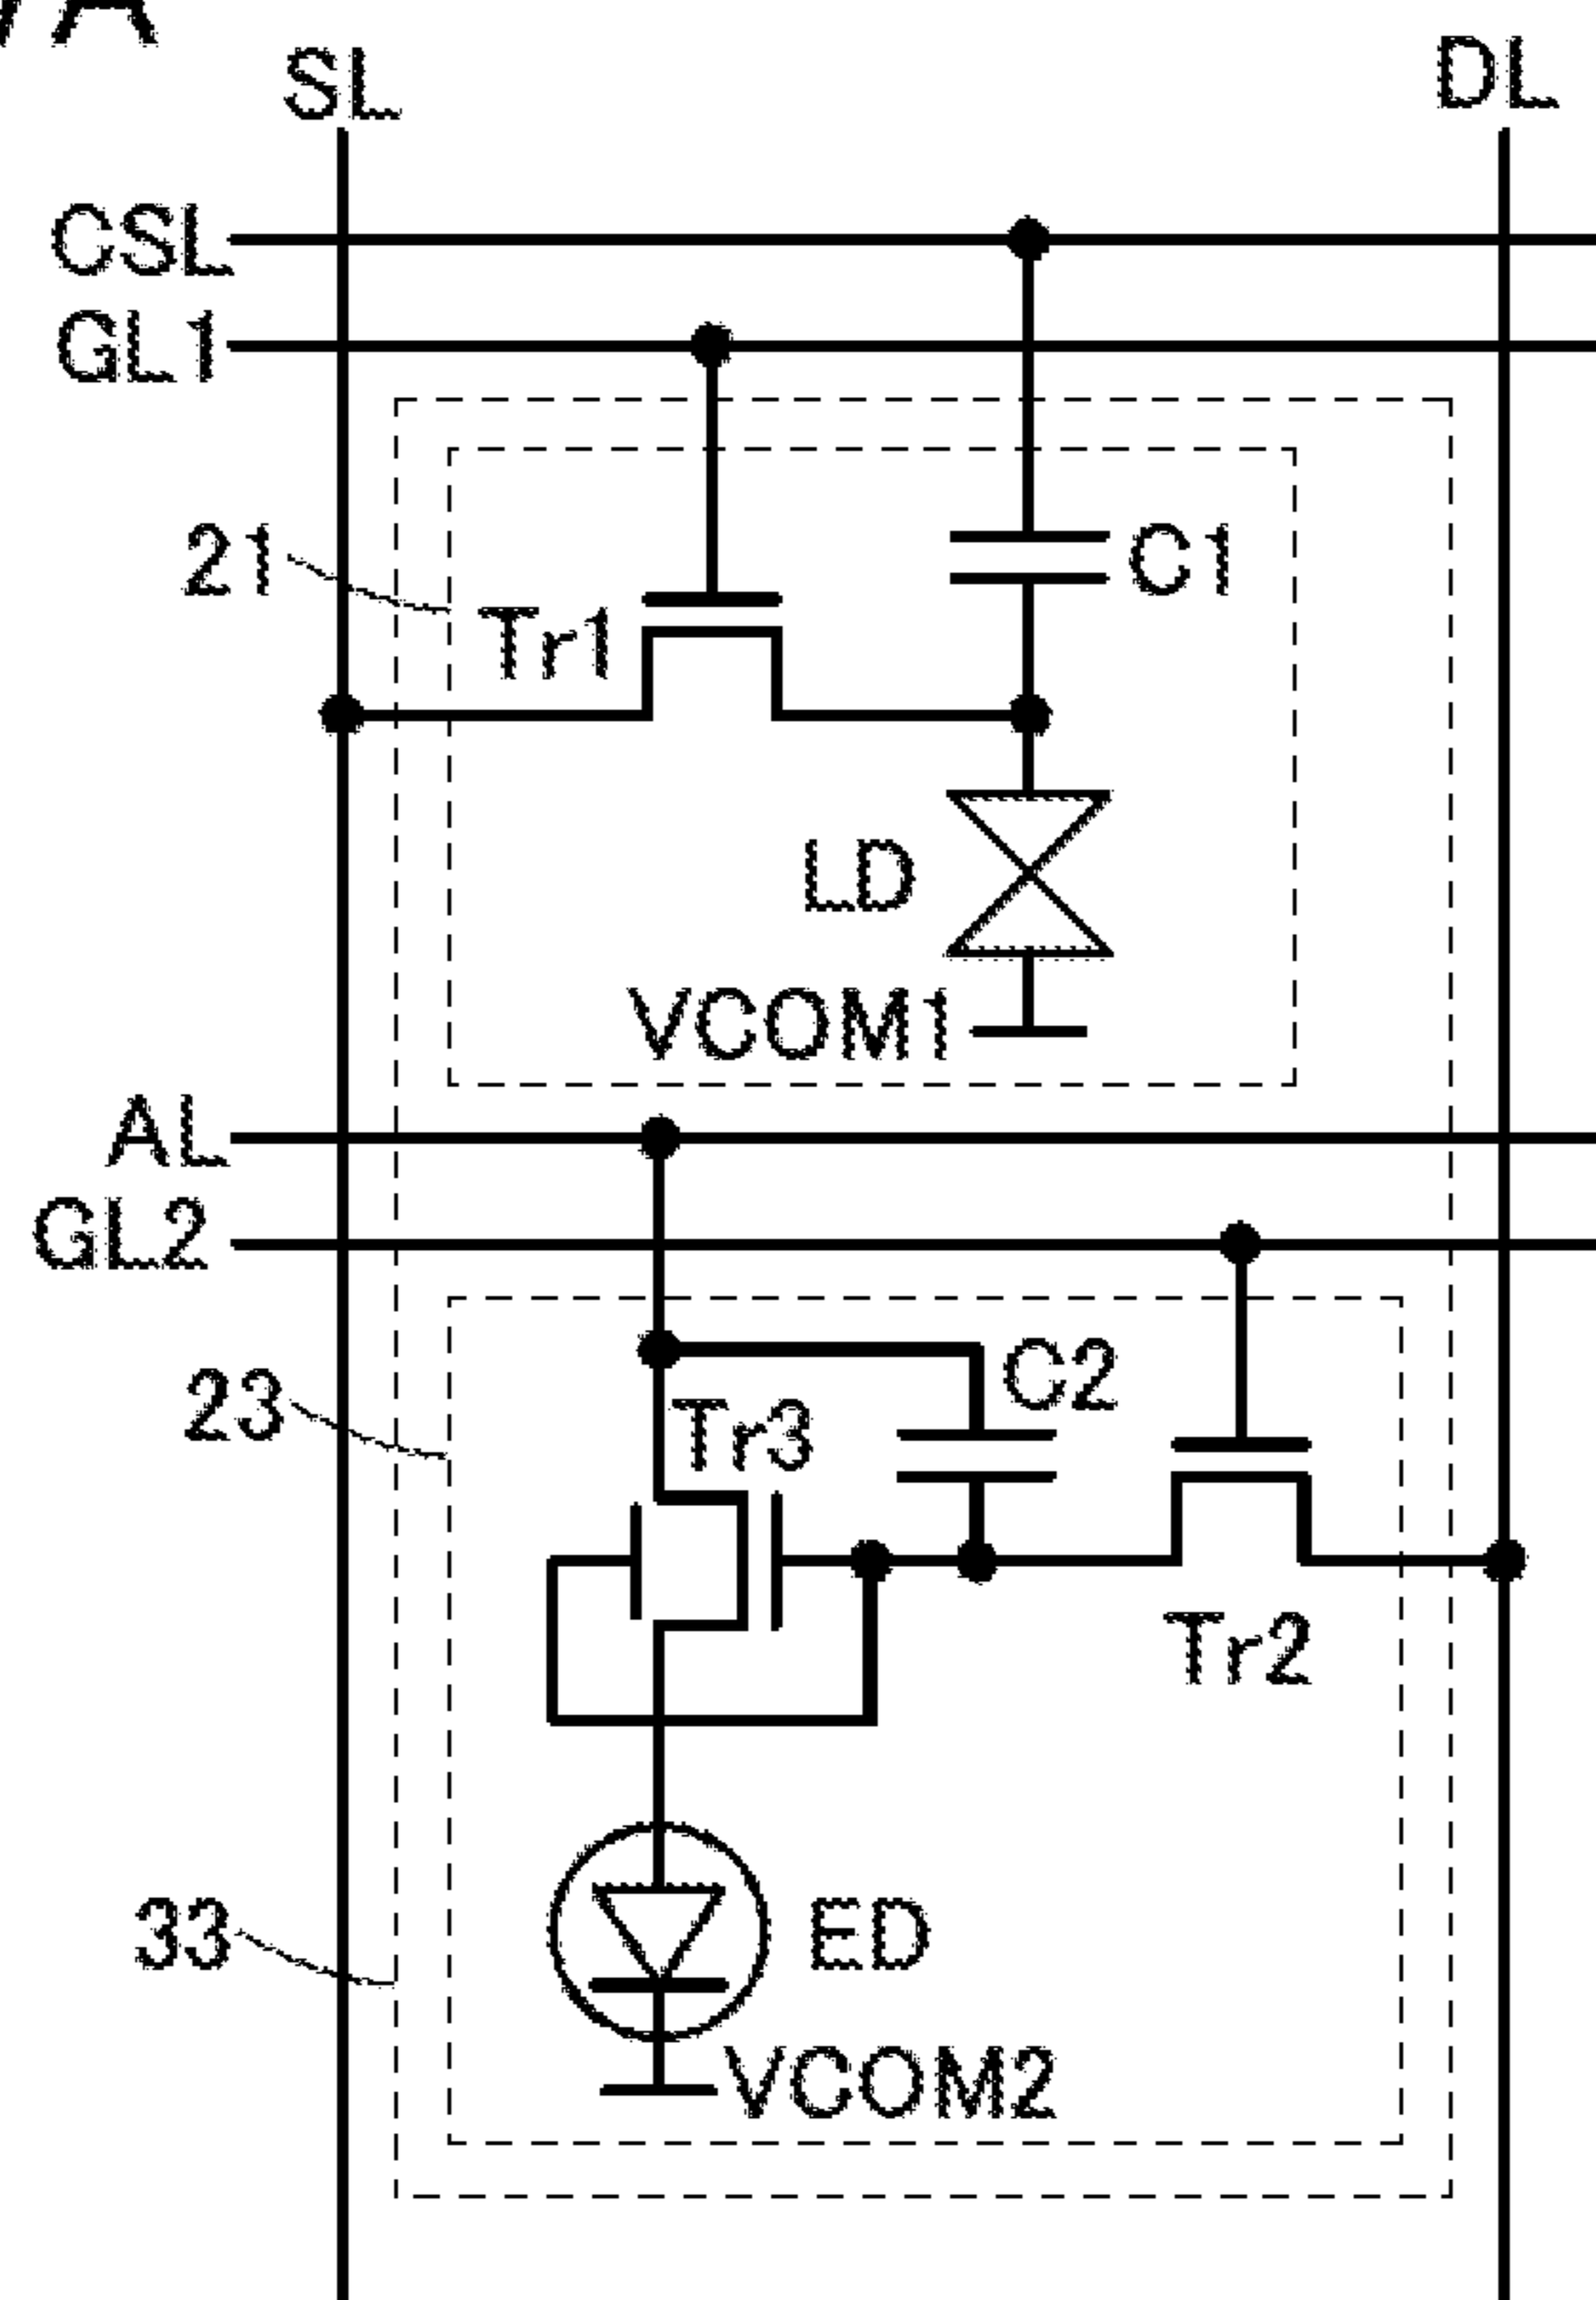 SL
DL
CSL
GL1
21
C1
Tr1
LD
VCOM1
AL
GL2
C2
23
Tr3
Tr2
33
ED
VCOM2